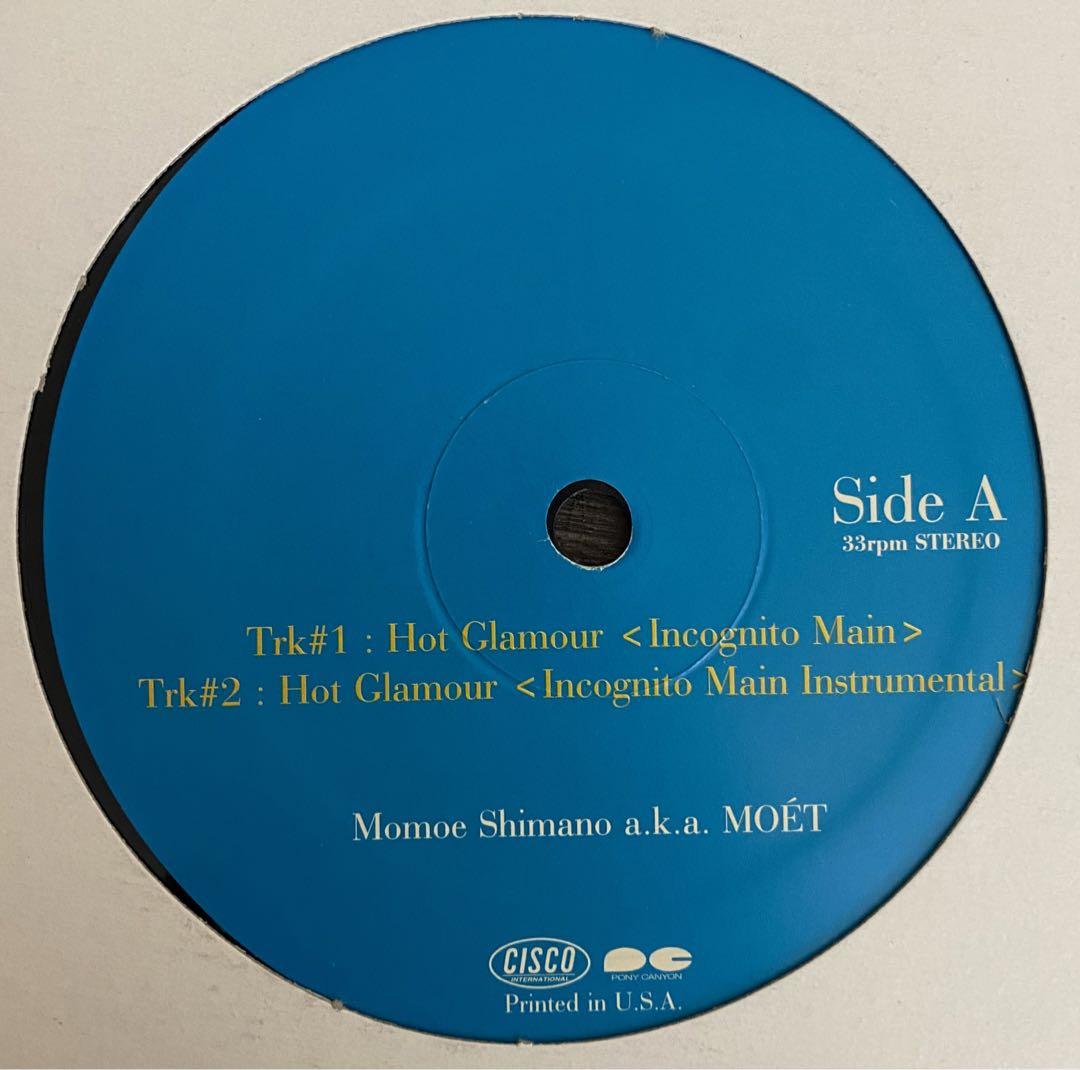 Side A
33rpm STEREO
Trk#1 : Hot Glamour <Incognito Main>
Trk#2 : Hot Glamour <Incognito Main Instrumental>
Momoe Shimano a.k.a. MOÉT
CISCO
INTERNATIONAL
PONY CANYON
Printed in U.S.A.